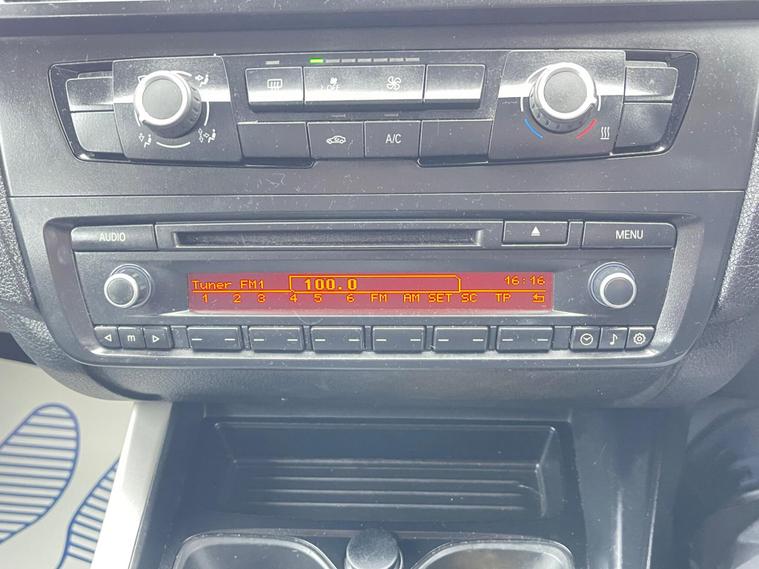 OFF
A/C
AUDIO
MENU
Tuner FM1 100.0 16:16
1 2 3 4 5 6 FM AM SET SC TP
m